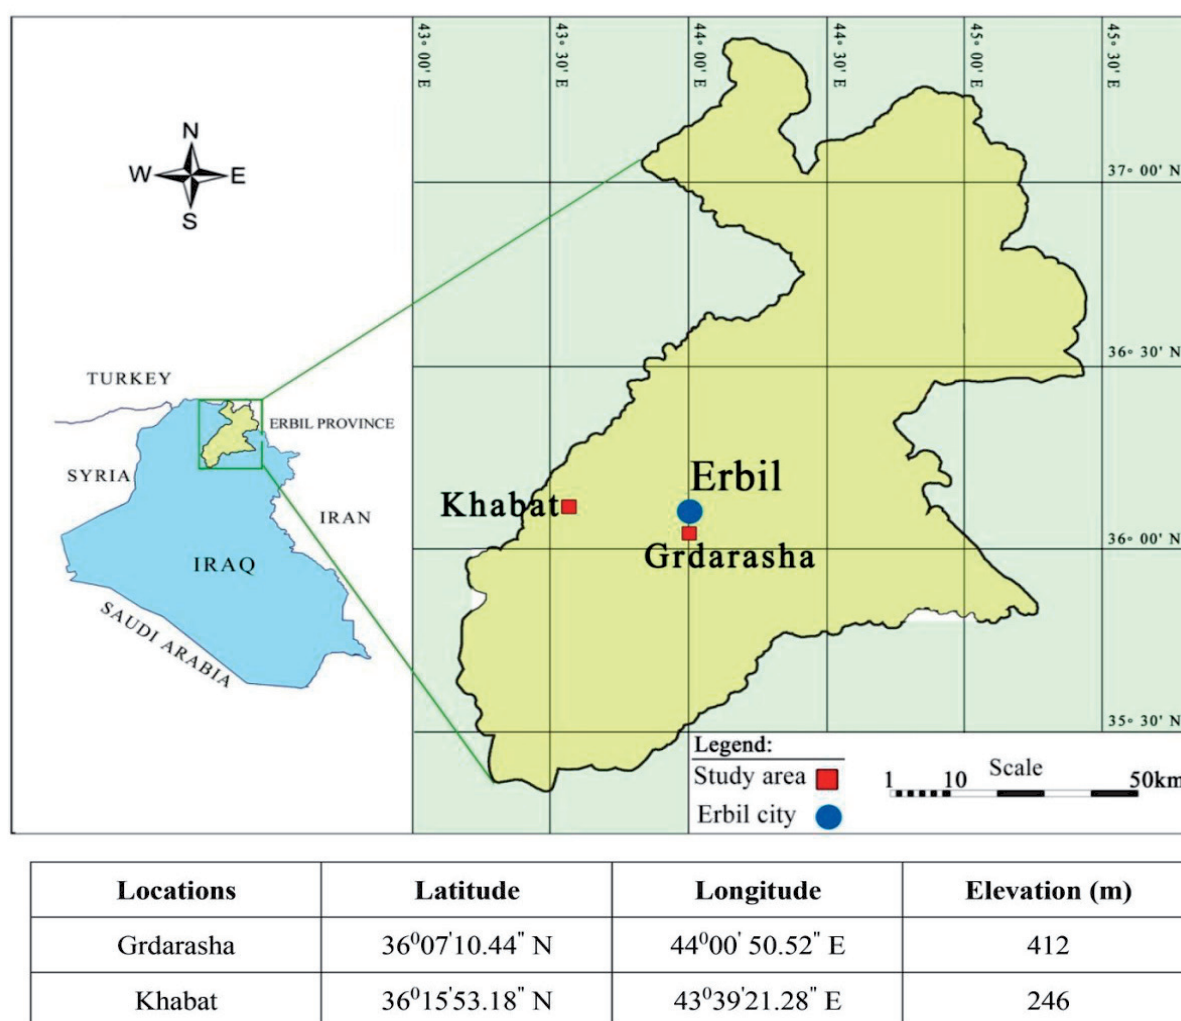 43° 00' E
43° 30' E
44° 00' E
44° 30' E
45° 00' E
45° 30' E
N
W E
S
37° 00' N
36° 30' N
TURKEY
ERBIL PROVINCE
SYRIA
IRAN
IRAQ
SAUDI ARABIA
Erbil
Khabat
Grdarasha
36° 00' N
35° 30' N
Legend:
Study area
Erbil city
Scale
1 10 50km
Locations Latitude Longitude Elevation (m)
Grdarasha 36⁰07'10.44" N 44⁰00' 50.52" E 412
Khabat 36⁰15'53.18" N 43⁰39'21.28" E 246